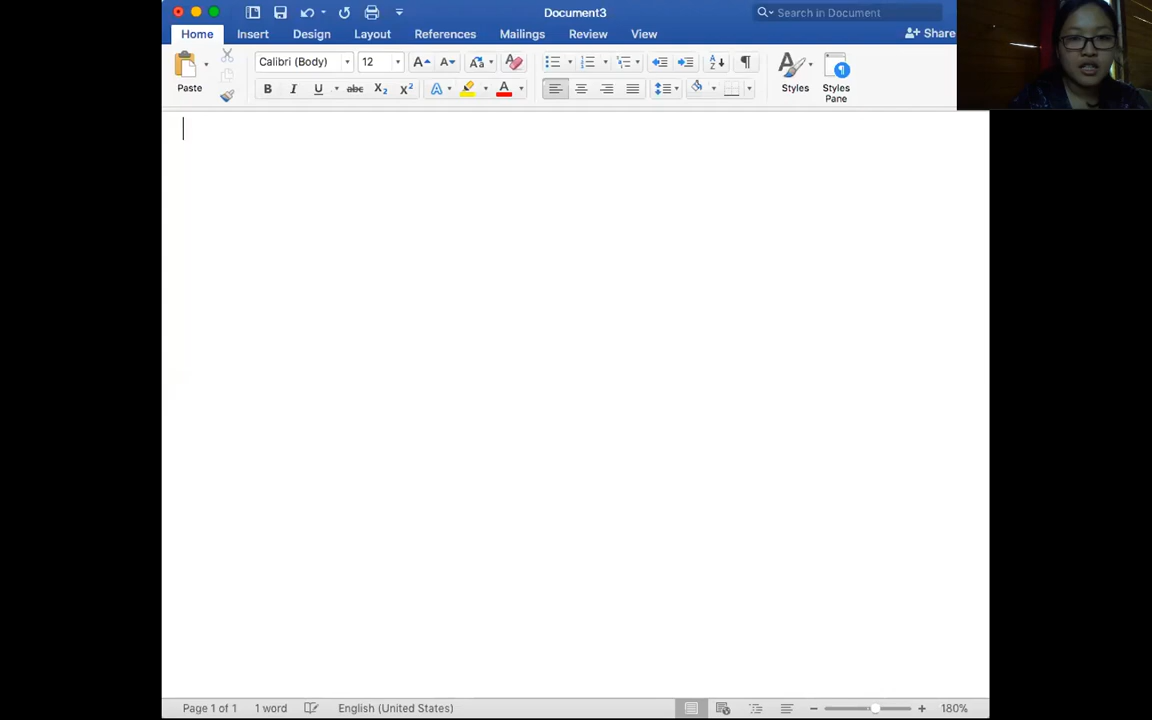 Document3
Search in Document
Home Insert Design Layout References Mailings Review View
Share
Paste
Calibri (Body) 12
Styles
Styles Pane
Page 1 of 1 1 word English (United States) 180%